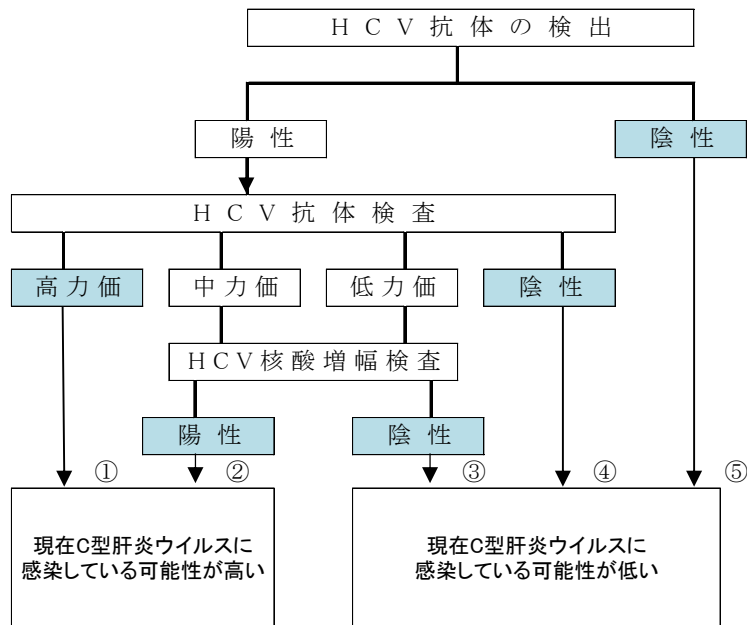 HCV抗体の検出
陽性
陰性
HCV抗体検査
高力価
中力価
低力価
陰性
HCV核酸増幅検査
陽性
陰性
①
②
③
④
⑤
現在C型肝炎ウイルスに
感染している可能性が高い
現在C型肝炎ウイルスに
感染している可能性が低い